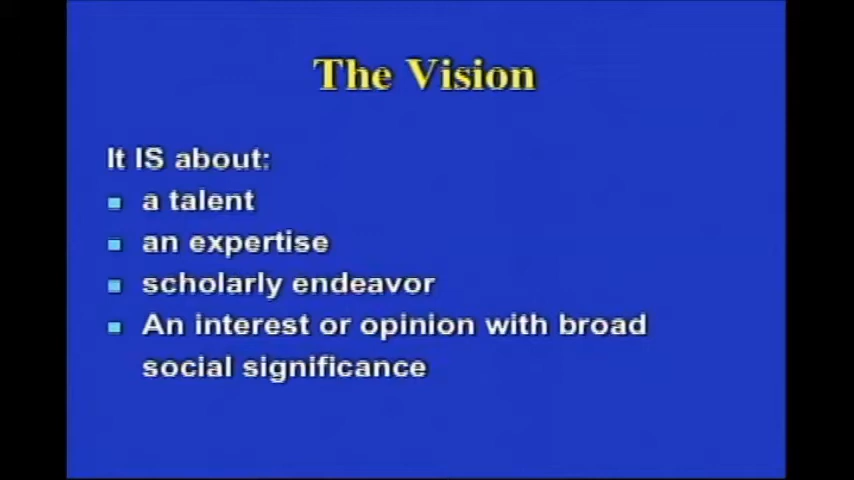 The Vision
It IS about:
a talent
an expertise
scholarly endeavor
An interest or opinion with broad
social significance